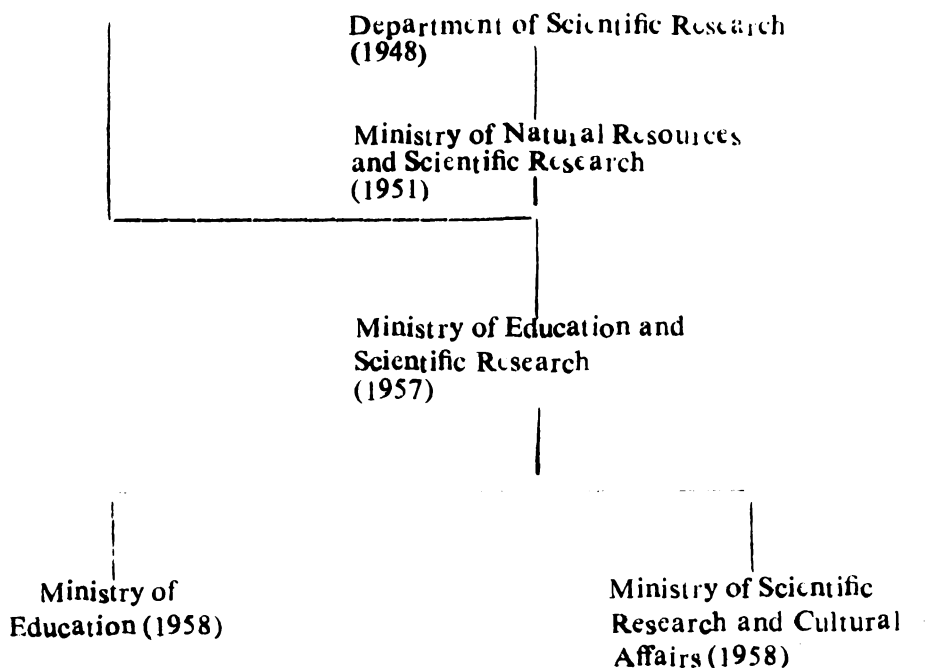 Department of Scientific Research
(1948)
Ministry of Natural Resources
and Scientific Research
(1951)
Ministry of Education and
Scientific Research
(1957)
Ministry of
Education (1958)
Ministry of Scientific
Research and Cultural
Affairs (1958)